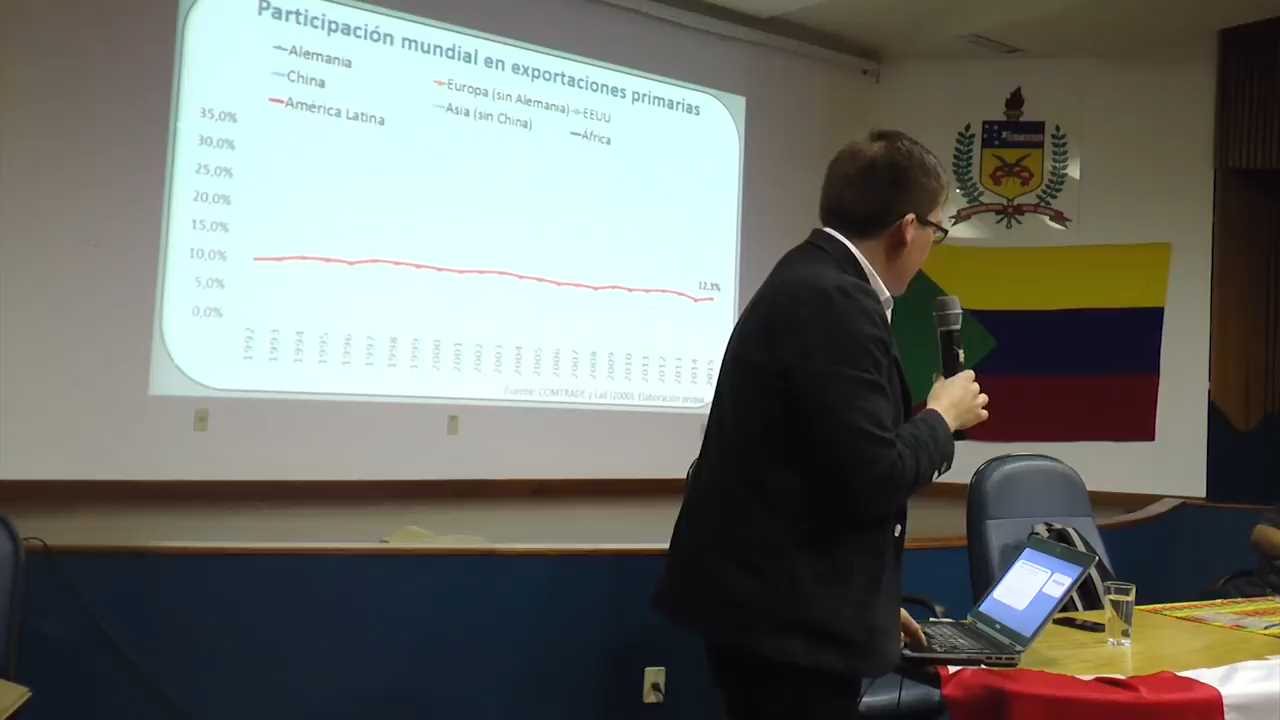 Participación mundial en exportaciones primarias
Alemania
China
Europa (sin Alemania)
EEUU
América Latina
Asia (sin China)
África
35,0%
30,0%
25,0%
20,0%
15,0%
10,0%
5,0%
0,0%
12,3%
1992 1993 1994 1995 1996 1997 1998 1999 2000 2001 2002 2003 2004 2005 2006 2007 2008 2009 2010 2011 2012 2013 2014 2015
Fuente: COMTRADE y Lall (2000). Elaboración propia